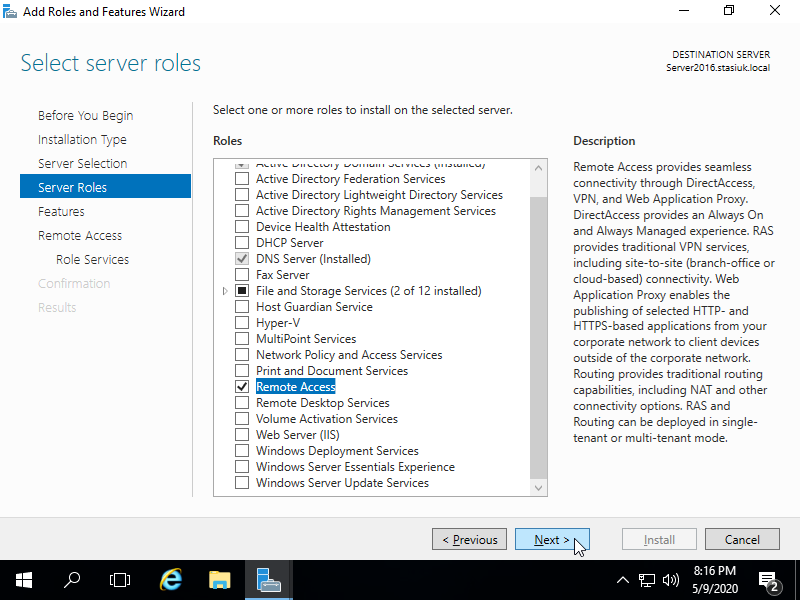 Add Roles and Features Wizard
Select server roles
DESTINATION SERVER
Server2016.stasiuk.local
Before You Begin
Installation Type
Server Selection
Server Roles
Features
Remote Access
Role Services
Confirmation
Results
Select one or more roles to install on the selected server.
Roles
Active Directory Domain Services (Installed)
Active Directory Federation Services
Active Directory Lightweight Directory Services
Active Directory Rights Management Services
Device Health Attestation
DHCP Server
DNS Server (Installed)
Fax Server
File and Storage Services (2 of 12 installed)
Host Guardian Service
Hyper-V
MultiPoint Services
Network Policy and Access Services
Print and Document Services
Remote Access
Remote Desktop Services
Volume Activation Services
Web Server (IIS)
Windows Deployment Services
Windows Server Essentials Experience
Windows Server Update Services
Description
Remote Access provides seamless
connectivity through DirectAccess,
VPN, and Web Application Proxy.
DirectAccess provides an Always On
and Always Managed experience. RAS
provides traditional VPN services,
including site-to-site (branch-office or
cloud-based) connectivity. Web
Application Proxy enables the
publishing of selected HTTP- and
HTTPS-based applications from your
corporate network to client devices
outside of the corporate network.
Routing provides traditional routing
capabilities, including NAT and other
connectivity options. RAS and
Routing can be deployed in single-
tenant or multi-tenant mode.
< Previous
Next >
Install
Cancel
8:16 PM
5/9/2020
2